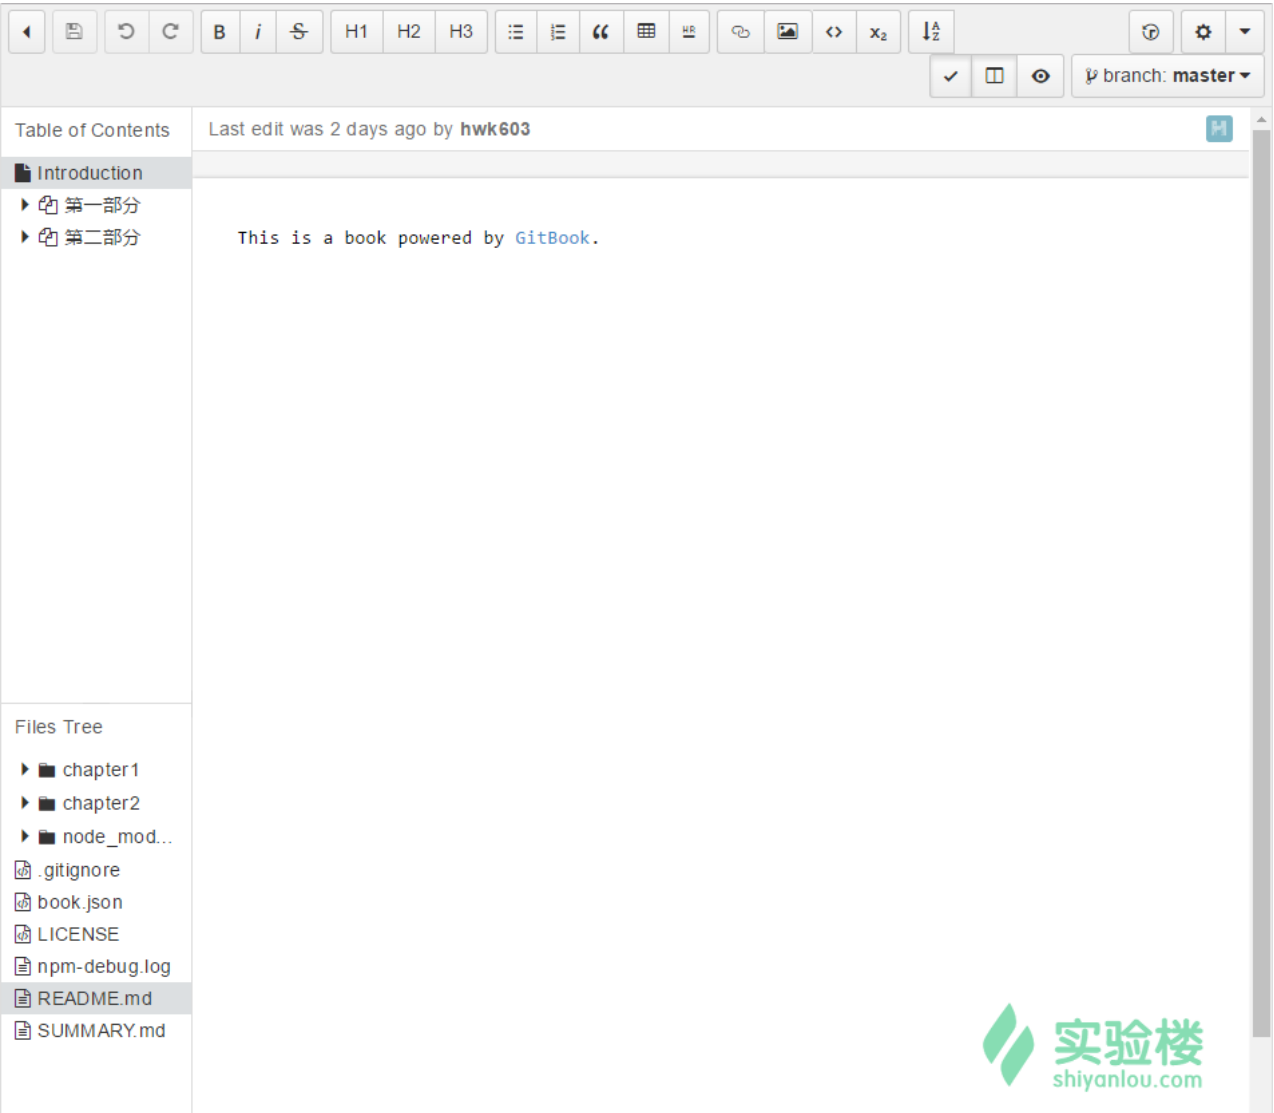 B i S H1 H2 H3 HR x₂ A Z
branch: master
Table of Contents
Last edit was 2 days ago by hwk603
H
Introduction
第一部分
第二部分
This is a book powered by GitBook.
Files Tree
chapter1
chapter2
node_mod...
.gitignore
book.json
LICENSE
npm-debug.log
README.md
SUMMARY.md
实验楼
shiyanlou.com